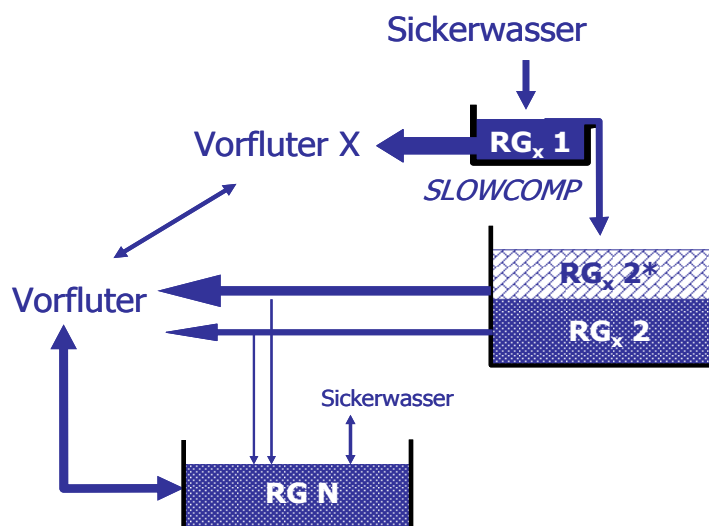 Sickerwasser
RGx 1
Vorfluter X
SLOWCOMP
RGx 2*
Vorfluter
RGx 2
Sickerwasser
RG N